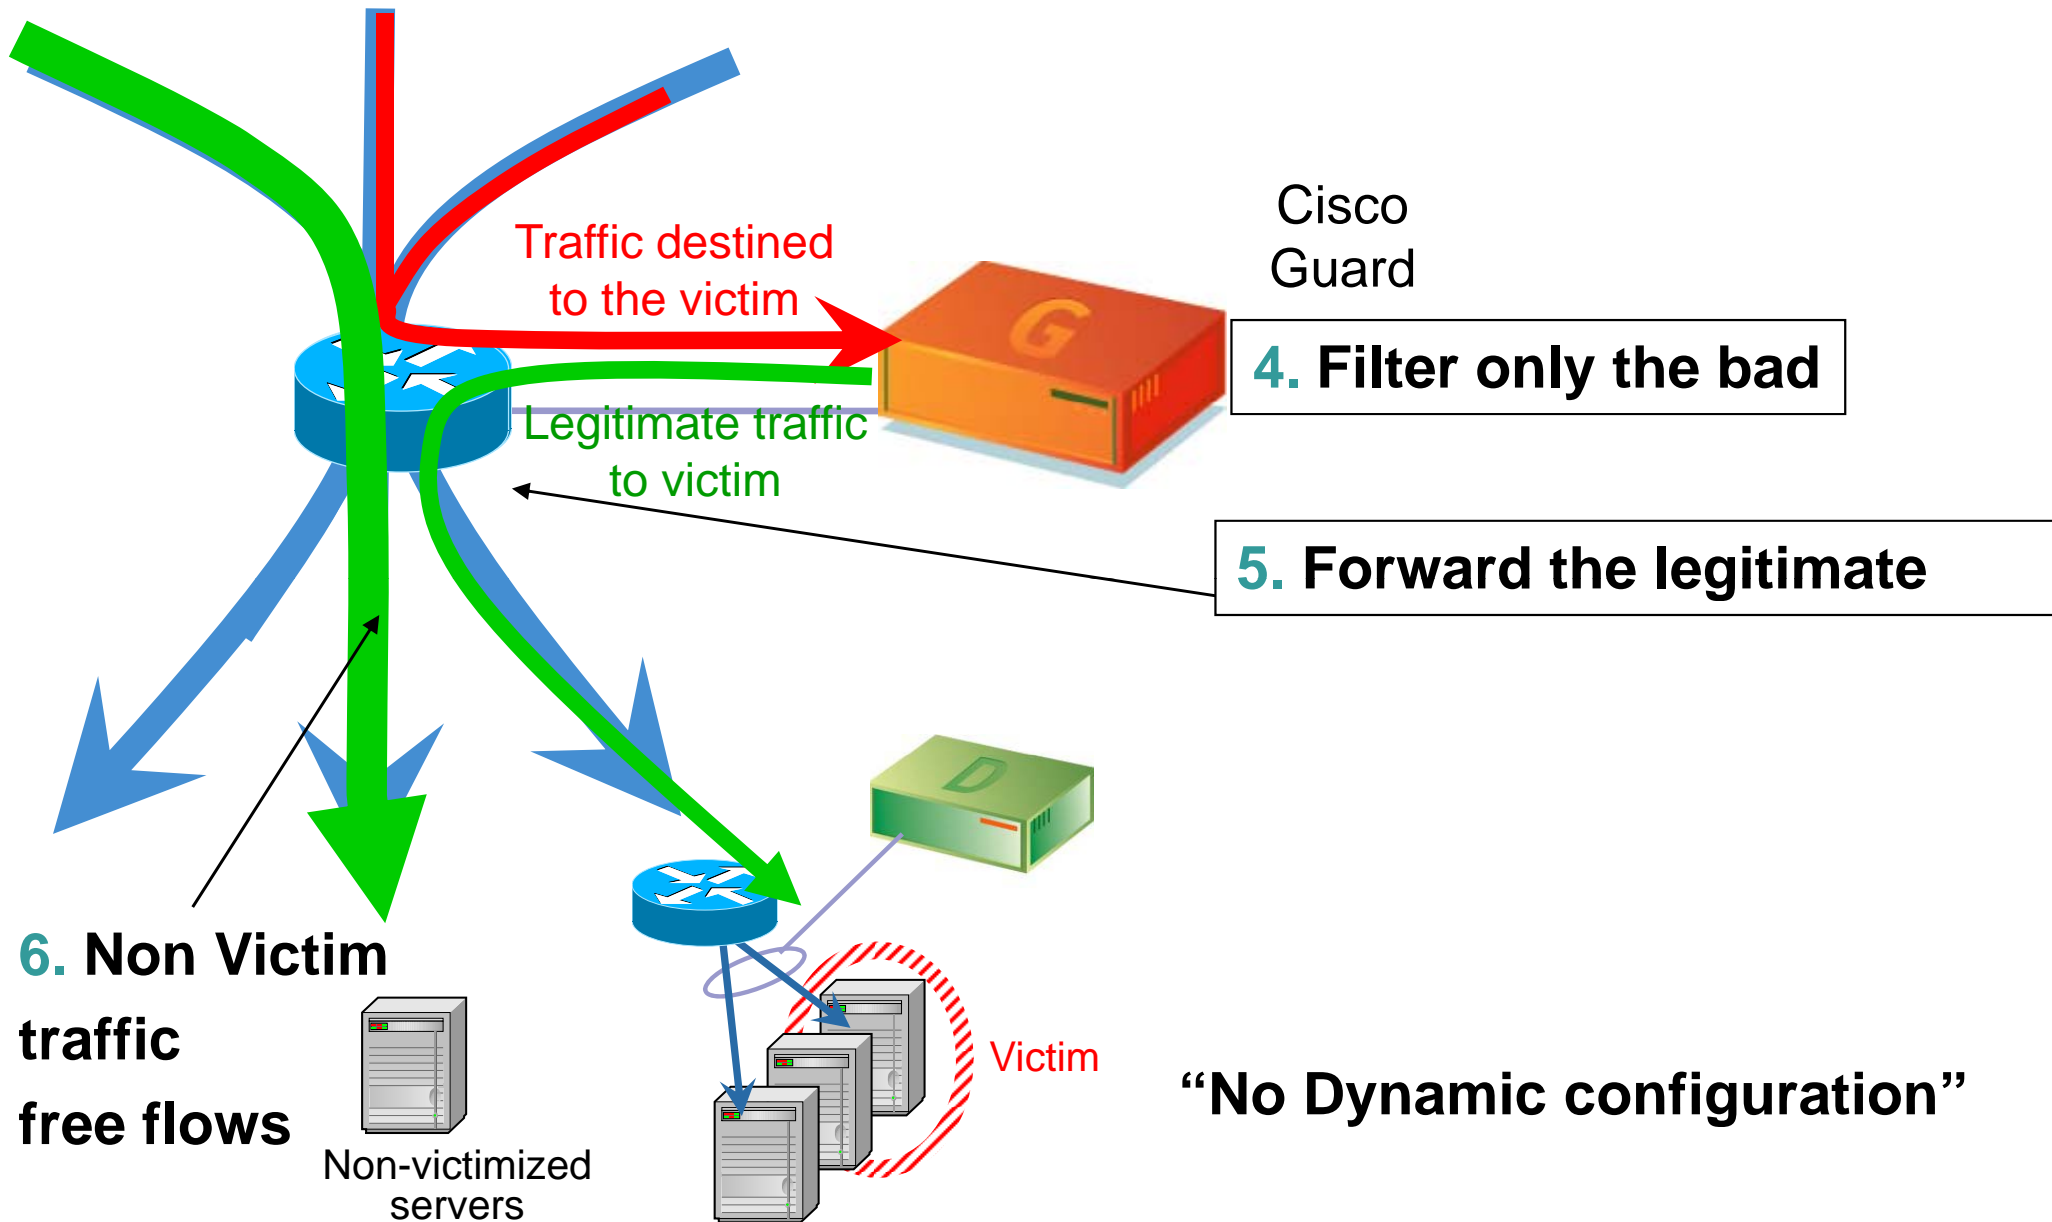 Traffic destined
to the victim
Cisco
Guard
G
4. Filter only the bad
Legitimate traffic
to victim
5. Forward the legitimate
D
6. Non Victim
traffic
free flows
Non-victimized
servers
Victim
“No Dynamic configuration”